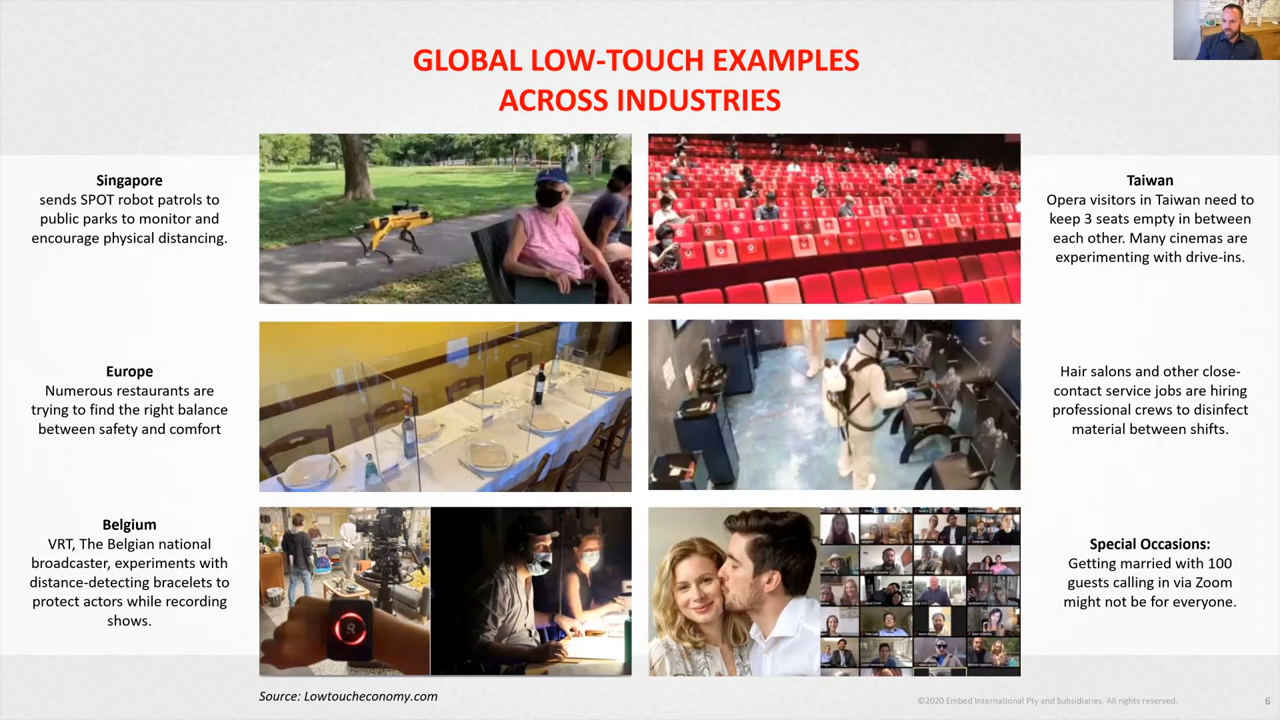 GLOBAL LOW-TOUCH EXAMPLES
ACROSS INDUSTRIES
Singapore
sends SPOT robot patrols to
public parks to monitor and
encourage physical distancing.
Taiwan
Opera visitors in Taiwan need to
keep 3 seats empty in between
each other. Many cinemas are
experimenting with drive-ins.
Europe
Numerous restaurants are
trying to find the right balance
between safety and comfort
Hair salons and other close-
contact service jobs are hiring
professional crews to disinfect
material between shifts.
Belgium
VRT, The Belgian national
broadcaster, experiments with
distance-detecting bracelets to
protect actors while recording
shows.
Special Occasions:
Getting married with 100
guests calling in via Zoom
might not be for everyone.
Source: Lowtoucheconomy.com
©2020 Embed International Pty and Subsidiaries. All rights reserved.
6